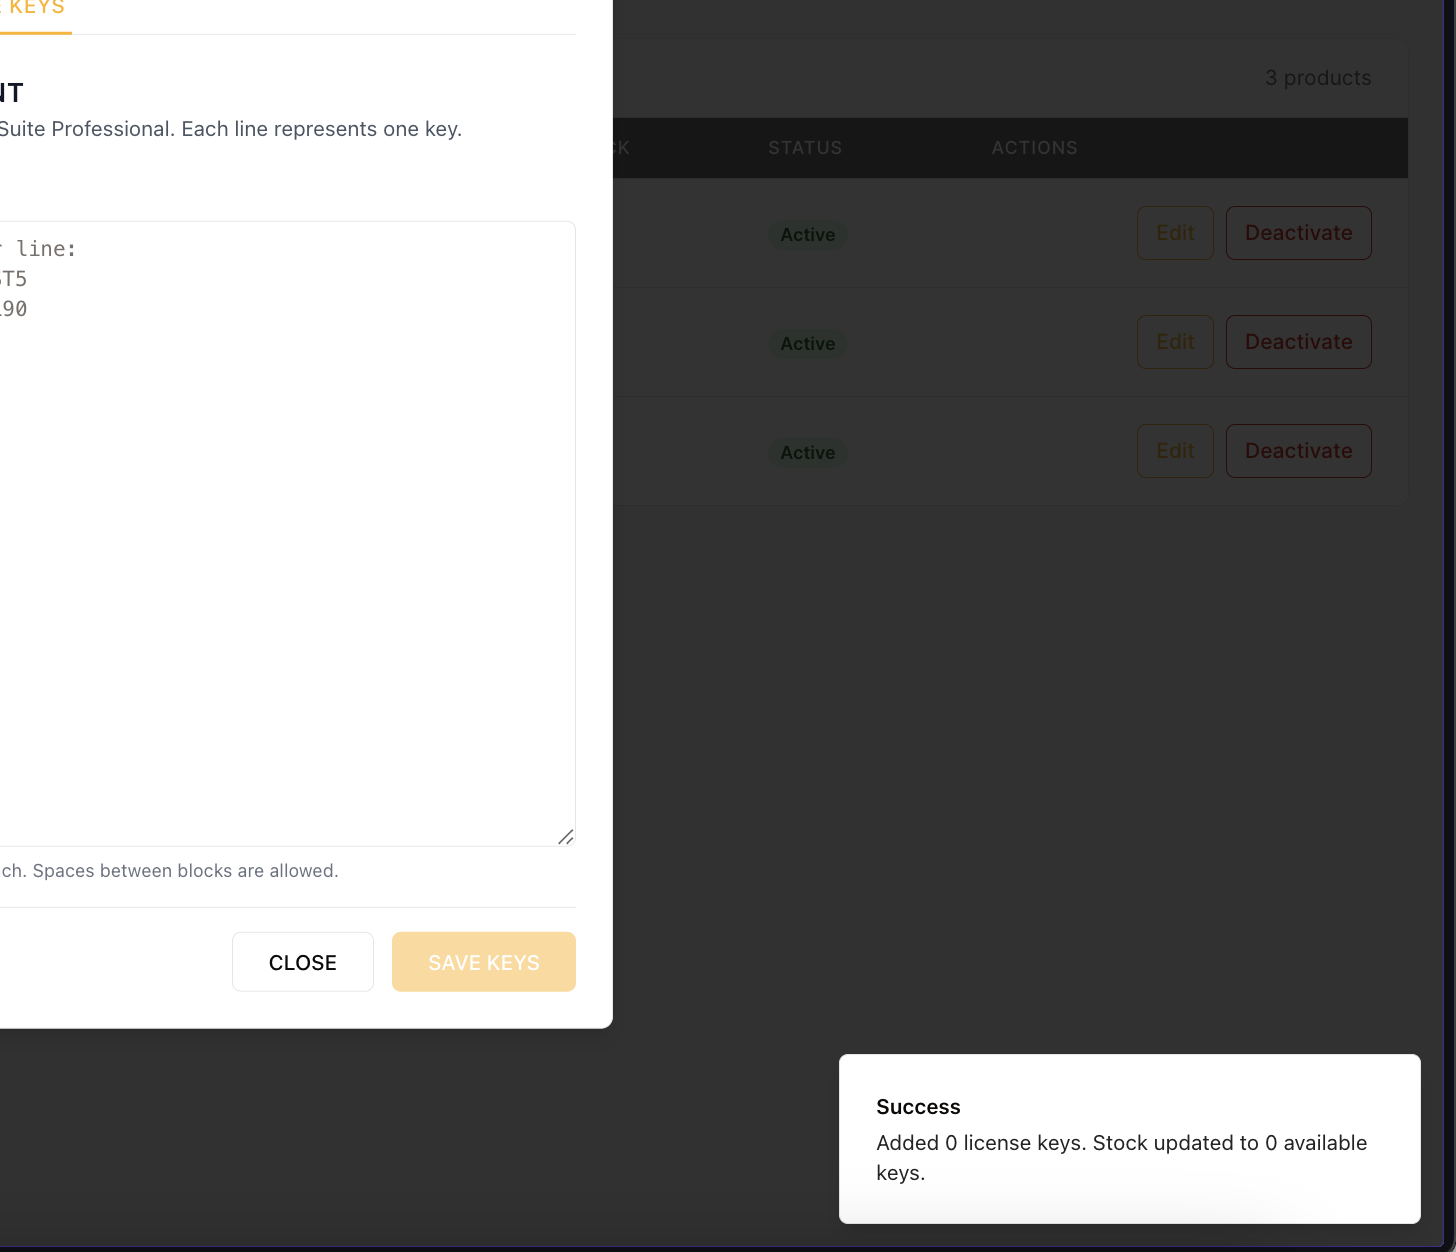 KEYS
NT
Suite Professional. Each line represents one key.
line:
ST5
90
ch. Spaces between blocks are allowed.
CLOSE
SAVE KEYS
3 products
CK
STATUS
ACTIONS
Active
Edit
Deactivate
Active
Edit
Deactivate
Active
Edit
Deactivate
Success
Added 0 license keys. Stock updated to 0 available
keys.